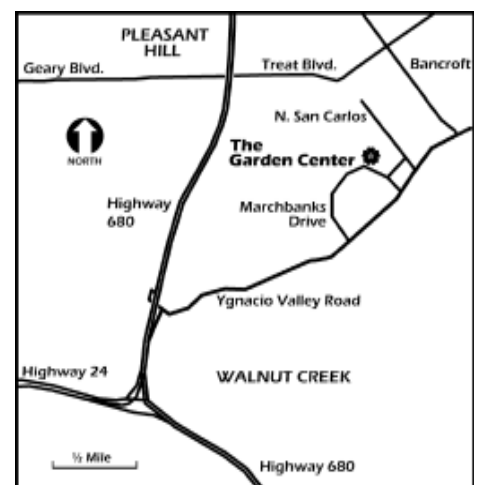 PLEASANT
HILL
Geary Blvd.
Treat Blvd.
Bancroft
N. San Carlos
NORTH
The
Garden Center
Highway
680
Marchbanks
Drive
Ygnacio Valley Road
Highway 24
WALNUT CREEK
½ Mile
Highway 680